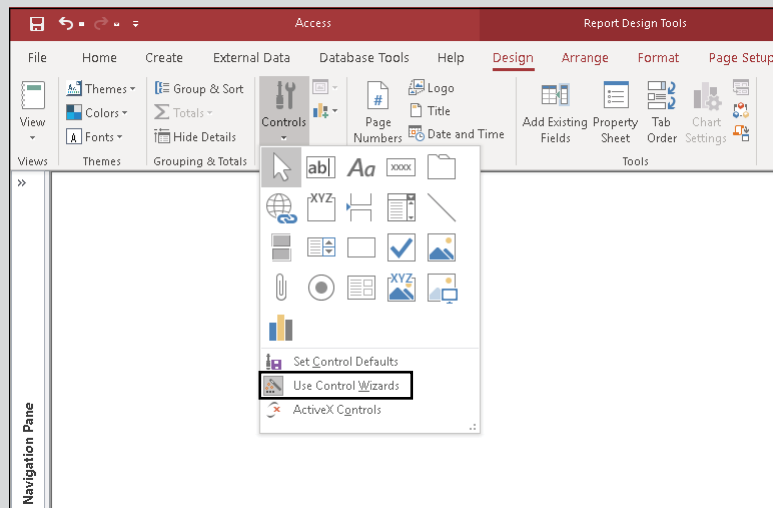 Access
Report Design Tools
File Home Create External Data Database Tools Help Design Arrange Format Page Setup
View
Views
Themes
Colors
Fonts
Themes
Group & Sort
Totals
Hide Details
Grouping & Totals
Controls
Page
Numbers
Logo
Title
Date and Time
Add Existing
Fields
Property
Sheet
Tab
Order
Chart
Settings
Tools
ab
Aa
xxxx
XYZ
XYZ
Set Control Defaults
Use Control Wizards
ActiveX Controls
Navigation Pane